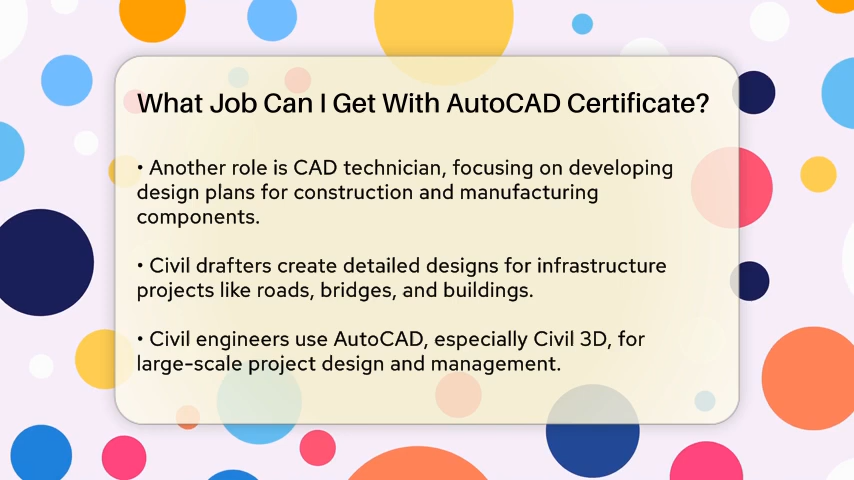 What Job Can I Get With AutoCAD Certificate?
• Another role is CAD technician, focusing on developing
design plans for construction and manufacturing
components.
• Civil drafters create detailed designs for infrastructure
projects like roads, bridges, and buildings.
• Civil engineers use AutoCAD, especially Civil 3D, for
large-scale project design and management.